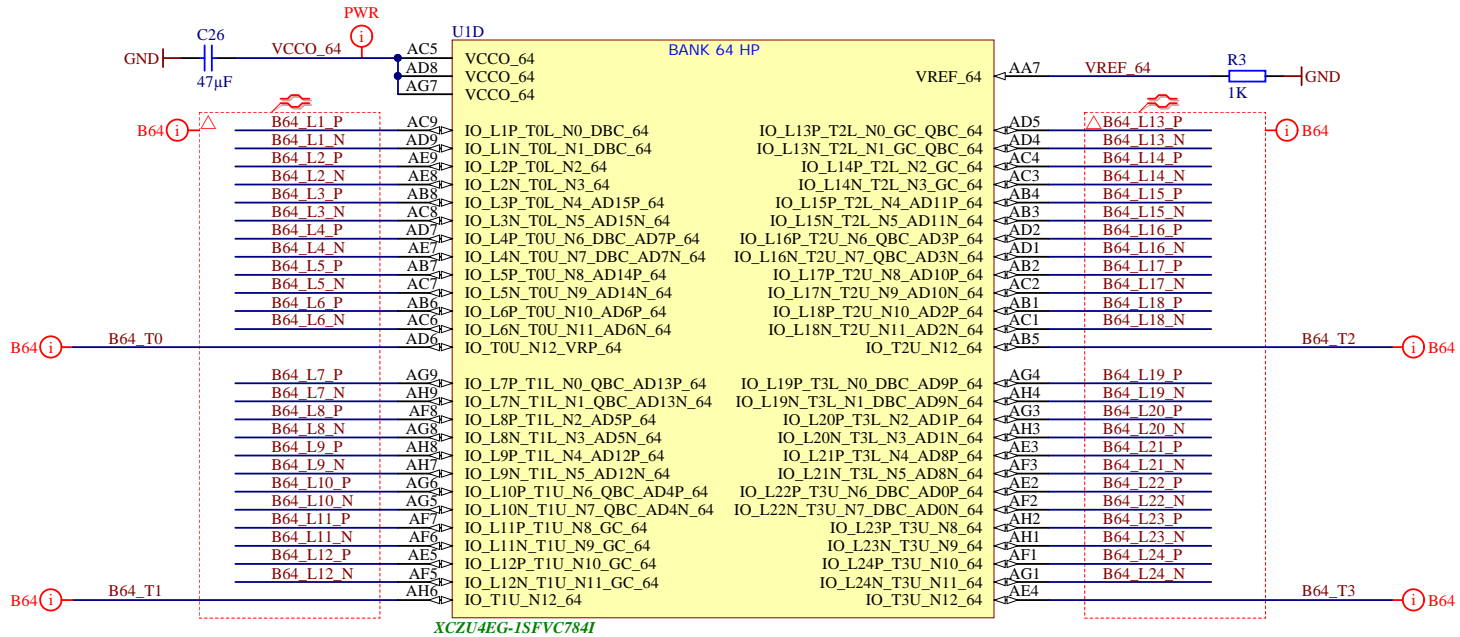 PWR
i
C26
GND
VCCO_64
47µF
U1D
BANK 64 HP
AC5
VCCO_64
AD8
VCCO_64
AG7
VCCO_64
VREF_64
AA7
VREF_64
R3
1K
GND
B64
i
B64_L1_P AC9 IO_L1P_T0L_N0_DBC_64
B64_L1_N AD9 IO_L1N_T0L_N1_DBC_64
B64_L2_P AE9 IO_L2P_T0L_N2_64
B64_L2_N AE8 IO_L2N_T0L_N3_64
B64_L3_P AB8 IO_L3P_T0L_N4_AD15P_64
B64_L3_N AC8 IO_L3N_T0L_N5_AD15N_64
B64_L4_P AD7 IO_L4P_T0U_N6_DBC_AD7P_64
B64_L4_N AE7 IO_L4N_T0U_N7_DBC_AD7N_64
B64_L5_P AB7 IO_L5P_T0U_N8_AD14P_64
B64_L5_N AC7 IO_L5N_T0U_N9_AD14N_64
B64_L6_P AB6 IO_L6P_T0U_N10_AD6P_64
B64_L6_N AC6 IO_L6N_T0U_N11_AD6N_64
B64 i B64_T0 AD6 IO_T0U_N12_VRP_64
B64_L7_P AG9 IO_L7P_T1L_N0_QBC_AD13P_64
B64_L7_N AH9 IO_L7N_T1L_N1_QBC_AD13N_64
B64_L8_P AF8 IO_L8P_T1L_N2_AD5P_64
B64_L8_N AG8 IO_L8N_T1L_N3_AD5N_64
B64_L9_P AH8 IO_L9P_T1L_N4_AD12P_64
B64_L9_N AH7 IO_L9N_T1L_N5_AD12N_64
B64_L10_P AG6 IO_L10P_T1U_N6_QBC_AD4P_64
B64_L10_N AG5 IO_L10N_T1U_N7_QBC_AD4N_64
B64_L11_P AF7 IO_L11P_T1U_N8_GC_64
B64_L11_N AF6 IO_L11N_T1U_N9_GC_64
B64_L12_P AE5 IO_L12P_T1U_N10_GC_64
B64_L12_N AF5 IO_L12N_T1U_N11_GC_64
B64 i B64_T1 AH6 IO_T1U_N12_64
IO_L13P_T2L_N0_GC_QBC_64 AD5 B64_L13_P
i B64
IO_L13N_T2L_N1_GC_QBC_64 AD4 B64_L13_N
IO_L14P_T2L_N2_GC_64 AC4 B64_L14_P
IO_L14N_T2L_N3_GC_64 AC3 B64_L14_N
IO_L15P_T2L_N4_AD11P_64 AB4 B64_L15_P
IO_L15N_T2L_N5_AD11N_64 AB3 B64_L15_N
IO_L16P_T2U_N6_QBC_AD3P_64 AD2 B64_L16_P
IO_L16N_T2U_N7_QBC_AD3N_64 AD1 B64_L16_N
IO_L17P_T2U_N8_AD10P_64 AB2 B64_L17_P
IO_L17N_T2U_N9_AD10N_64 AC2 B64_L17_N
IO_L18P_T2U_N10_AD2P_64 AB1 B64_L18_P
IO_L18N_T2U_N11_AD2N_64 AC1 B64_L18_N
IO_T2U_N12_64 AB5 B64_T2 i B64
IO_L19P_T3L_N0_DBC_AD9P_64 AG4 B64_L19_P
IO_L19N_T3L_N1_DBC_AD9N_64 AH4 B64_L19_N
IO_L20P_T3L_N2_AD1P_64 AG3 B64_L20_P
IO_L20N_T3L_N3_AD1N_64 AH3 B64_L20_N
IO_L21P_T3L_N4_AD8P_64 AE3 B64_L21_P
IO_L21N_T3L_N5_AD8N_64 AF3 B64_L21_N
IO_L22P_T3U_N6_DBC_AD0P_64 AE2 B64_L22_P
IO_L22N_T3U_N7_DBC_AD0N_64 AF2 B64_L22_N
IO_L23P_T3U_N8_64 AH2 B64_L23_P
IO_L23N_T3U_N9_64 AH1 B64_L23_N
IO_L24P_T3U_N10_64 AF1 B64_L24_P
IO_L24N_T3U_N11_64 AG1 B64_L24_N
IO_T3U_N12_64 AE4 B64_T3 i B64
XCZU4EG-1SFVC784I